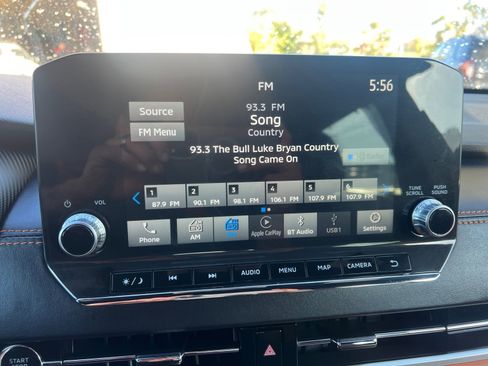 FM
5:56
Source
93.3 FM
Song
FM Menu
Country
93.3 The Bull Luke Bryan Country
Song Came On
1 2 3 4 5 6
87.9 FM 90.1 FM 98.1 FM 106.1 FM 107.9 FM 107.9 FM
VOL
TUNE SCROLL
PUSH SOUND
Phone AM Apple CarPlay BT Audio USB1 Settings
AUDIO MENU MAP CAMERA
START
STOP